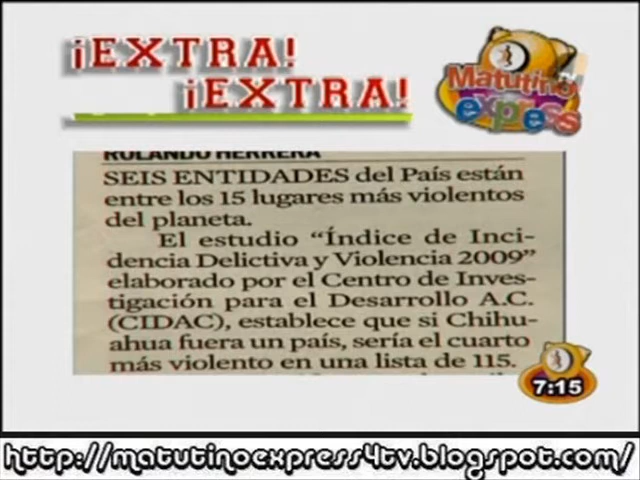 ¡EXTRA!
¡EXTRA!
Matutino
express
ROLANDO HERRERA
SEIS ENTIDADES del País están
entre los 15 lugares más violentos
del planeta.
El estudio “Índice de Inci-
dencia Delictiva y Violencia 2009”
elaborado por el Centro de Inves-
tigación para el Desarrollo A.C.
(CIDAC), establece que si Chihu-
ahua fuera un país, sería el cuarto
más violento en una lista de 115.
7:15
http://matutinoexpress4tv.blogspot.com/